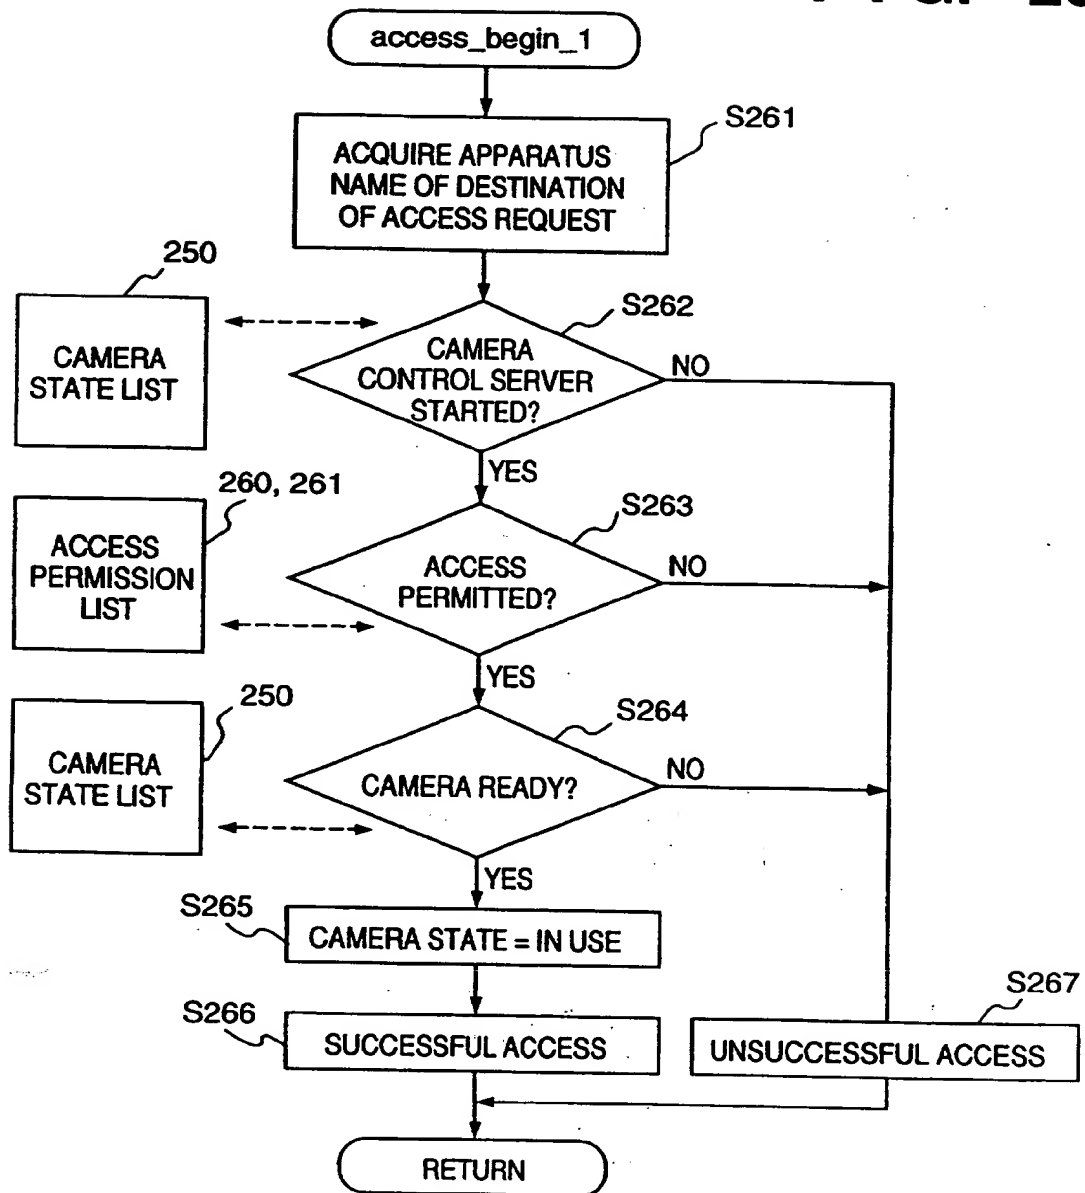 access_begin_1
S261
ACQUIRE APPARATUS
NAME OF DESTINATION
OF ACCESS REQUEST
250
S262
CAMERA
STATE LIST
CAMERA
CONTROL SERVER
STARTED?
NO
YES
260, 261
S263
ACCESS
PERMISSION
LIST
ACCESS
PERMITTED?
NO
YES
250
S264
CAMERA
STATE LIST
CAMERA READY?
NO
YES
S265
CAMERA STATE = IN USE
S266
SUCCESSFUL ACCESS
S267
UNSUCCESSFUL ACCESS
RETURN